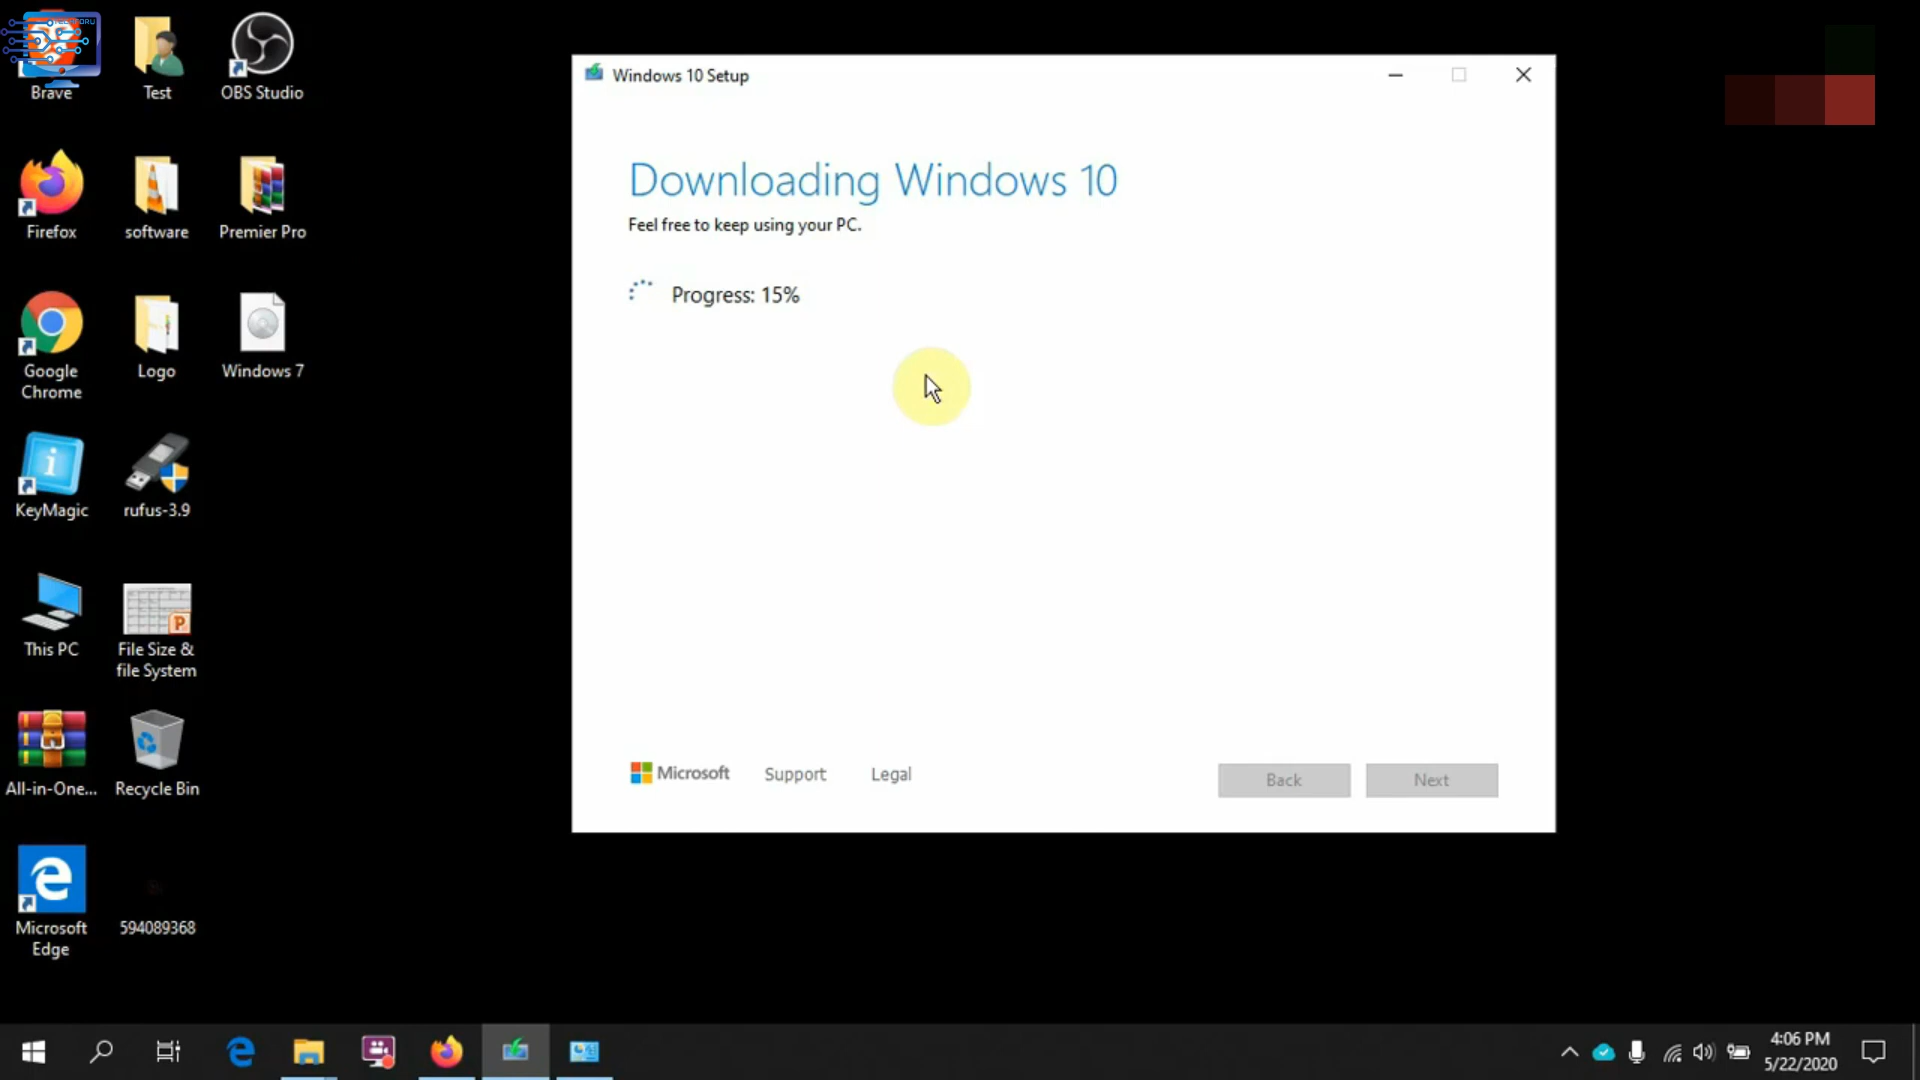 Brave
Test
OBS Studio
Firefox
software
Premier Pro
Google
Chrome
Logo
Windows 7
KeyMagic
rufus-3.9
This PC
File Size &
file System
All-in-One...
Recycle Bin
Microsoft
Edge
594089368
Windows 10 Setup
Downloading Windows 10
Feel free to keep using your PC.
Progress: 15%
Microsoft
Support
Legal
Back
Next
4:06 PM
5/22/2020